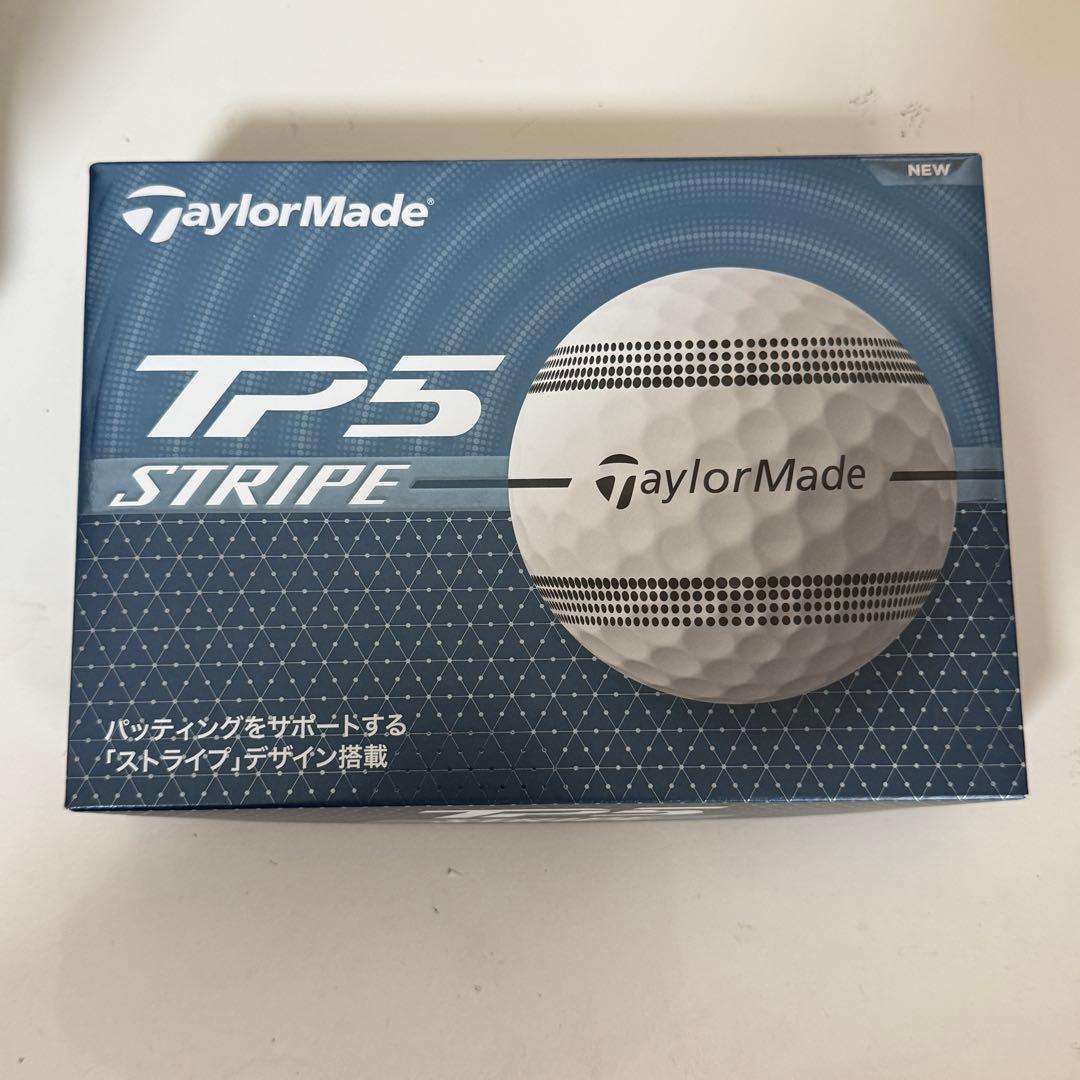 TaylorMade®
NEW
TP5
STRIPE
TaylorMade
パッティングをサポートする
「ストライプ」デザイン搭載
TP5